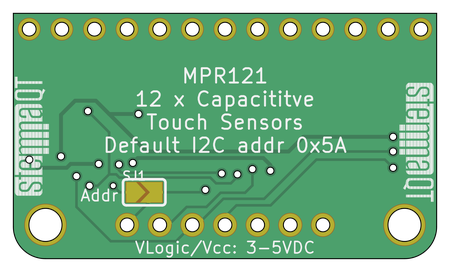 MPR121
12 x Capacititve
Touch Sensors
Default I2C addr 0x5A
stemmaQT
stemmaQT
SJ1
Addr
VLogic/Vcc: 3-5VDC